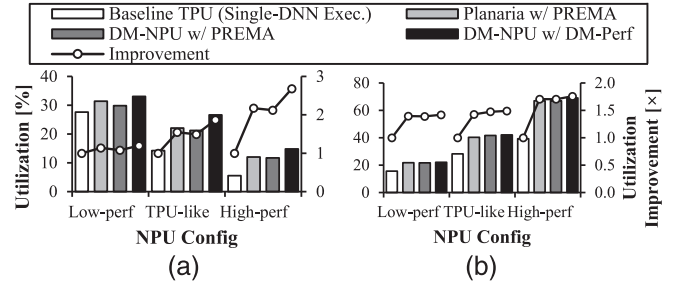 Baseline TPU (Single-DNN Exec.) Planaria w/ PREMA
DM-NPU w/ PREMA DM-NPU w/ DM-Perf
Improvement
Utilization [%]
40
30
20
10
0
3
2
1
0
Low-perf TPU-like High-perf
NPU Config
(a)
80
60
40
20
0
2.0
1.5
1.0
0.5
0.0
Utilization
Improvement [×]
Low-perf TPU-like High-perf
NPU Config
(b)